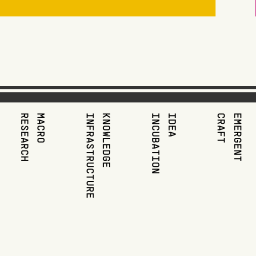 MACRO
RESEARCH
KNOWLEDGE
INFRASTRUCTURE
IDEA
INCUBATION
EMERGENT
CRAFT